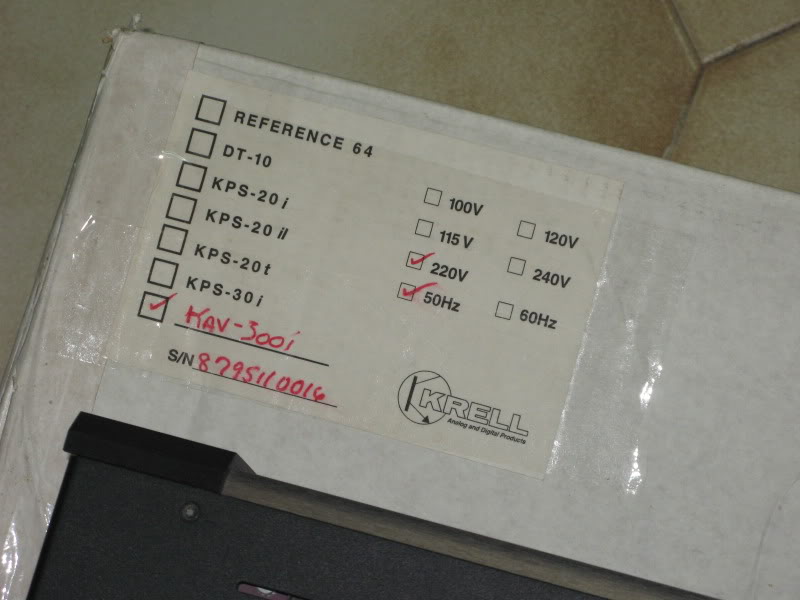 REFERENCE 64
DT-10
KPS-20i
KPS-20il
KPS-20t
KPS-30i
KAV-300i
S/N 8795110016
100V
120V
115V
240V
220V
50Hz
60Hz
KRELL
Analog and Digital Products